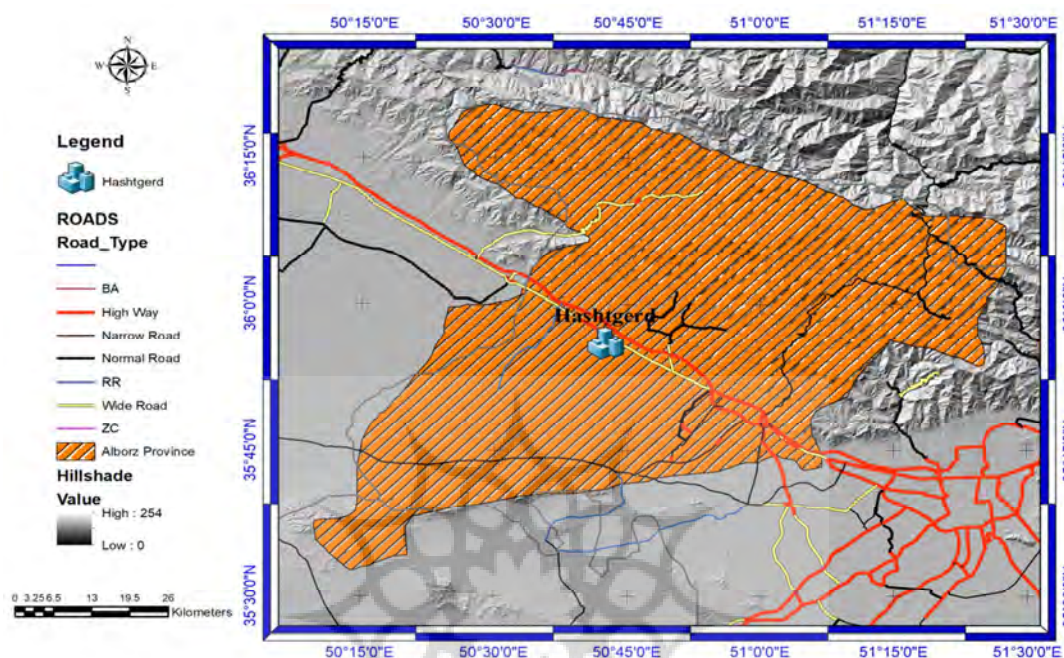 50°15'0"E 50°30'0"E 50°45'0"E 51°0'0"E 51°15'0"E 51°30'0"E
N
W E
S
Legend
Hashtgerd
ROADS
Road_Type
BA
High Way
Narrow Road
Normal Road
RR
Wide Road
ZC
Alborz Province
Hillshade
Value
High : 254
Low : 0
0 3.25 6.5 13 19.5 26
Kilometers
36°15'0"N
36°0'0"N
35°45'0"N
35°30'0"N
Hashtgerd
50°15'0"E 50°30'0"E 50°45'0"E 51°0'0"E 51°15'0"E 51°30'0"E